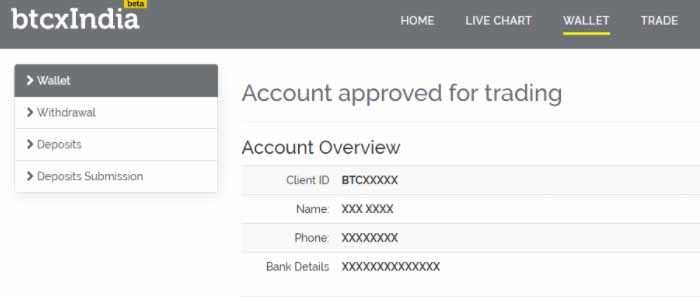 beta
btcxIndia
HOME LIVE CHART WALLET TRADE
Wallet
Withdrawal
Deposits
Deposits Submission
Account approved for trading
Account Overview
Client ID BTCXXXXX
Name: XXX XXXX
Phone: XXXXXXXX
Bank Details XXXXXXXXXXXXXX